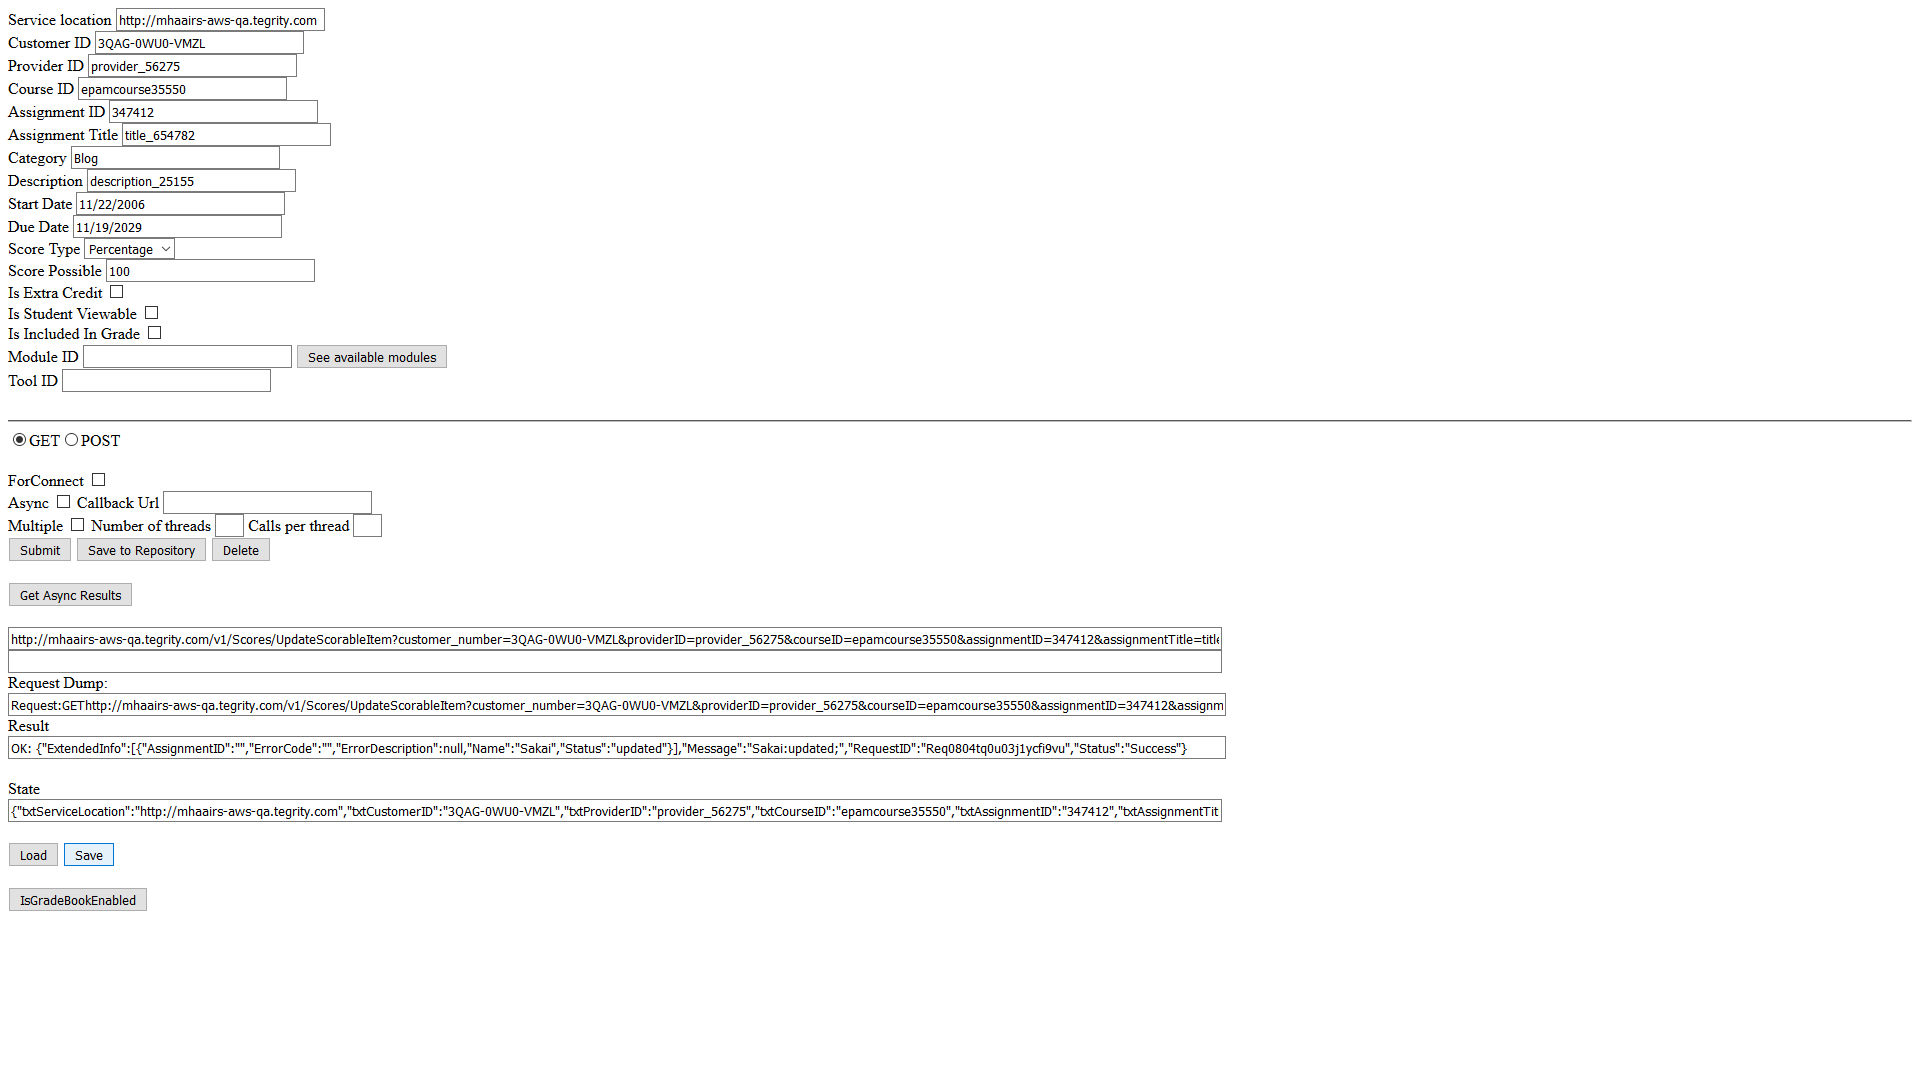 Service location http://mhaairs-aws-qa.tegrity.com
Customer ID 3QAG-0WU0-VMZL
Provider ID provider_56275
Course ID epamcourse35550
Assignment ID 347412
Assignment Title title_654782
Category Blog
Description description_25155
Start Date 11/22/2006
Due Date 11/19/2029
Score Type Percentage
Score Possible 100
Is Extra Credit
Is Student Viewable
Is Included In Grade
Module ID See available modules
Tool ID
GET POST
ForConnect
Async Callback Url
Multiple Number of threads Calls per thread
Submit Save to Repository Delete
Get Async Results
http://mhaairs-aws-qa.tegrity.com/v1/Scores/UpdateScorableItem?customer_number=3QAG-0WU0-VMZL&providerID=provider_56275&courseID=epamcourse35550&assignmentID=347412&assignmentTitle=title
Request Dump:
Request:GEThttp://mhaairs-aws-qa.tegrity.com/v1/Scores/UpdateScorableItem?customer_number=3QAG-0WU0-VMZL&providerID=provider_56275&courseID=epamcourse35550&assignmentID=347412&assignm
Result
OK: {"ExtendedInfo":[{"AssignmentID":"","ErrorCode":"","ErrorDescription":null,"Name":"Sakai","Status":"updated"}],"Message":"Sakai:updated;","RequestID":"Req0804tq0u03j1ycfi9vu","Status":"Success"}
State
{"txtServiceLocation":"http://mhaairs-aws-qa.tegrity.com","txtCustomerID":"3QAG-0WU0-VMZL","txtProviderID":"provider_56275","txtCourseID":"epamcourse35550","txtAssignmentID":"347412","txtAssignmentTit
Load Save
IsGradeBookEnabled